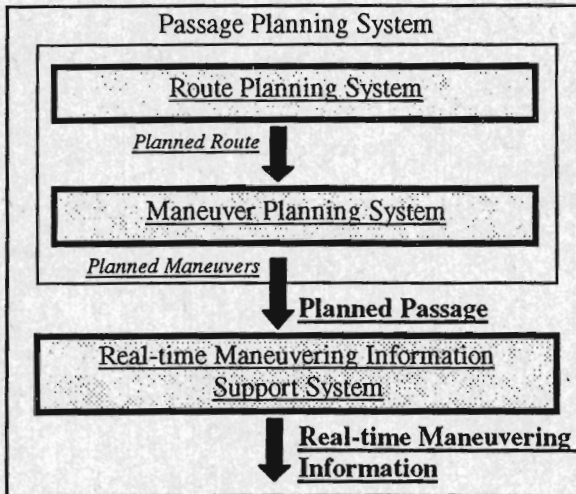 Passage Planning System
Route Planning System
Planned Route
Maneuver Planning System
Planned Maneuvers
Planned Passage
Real-time Maneuvering Information
Support System
Real-time Maneuvering
Information